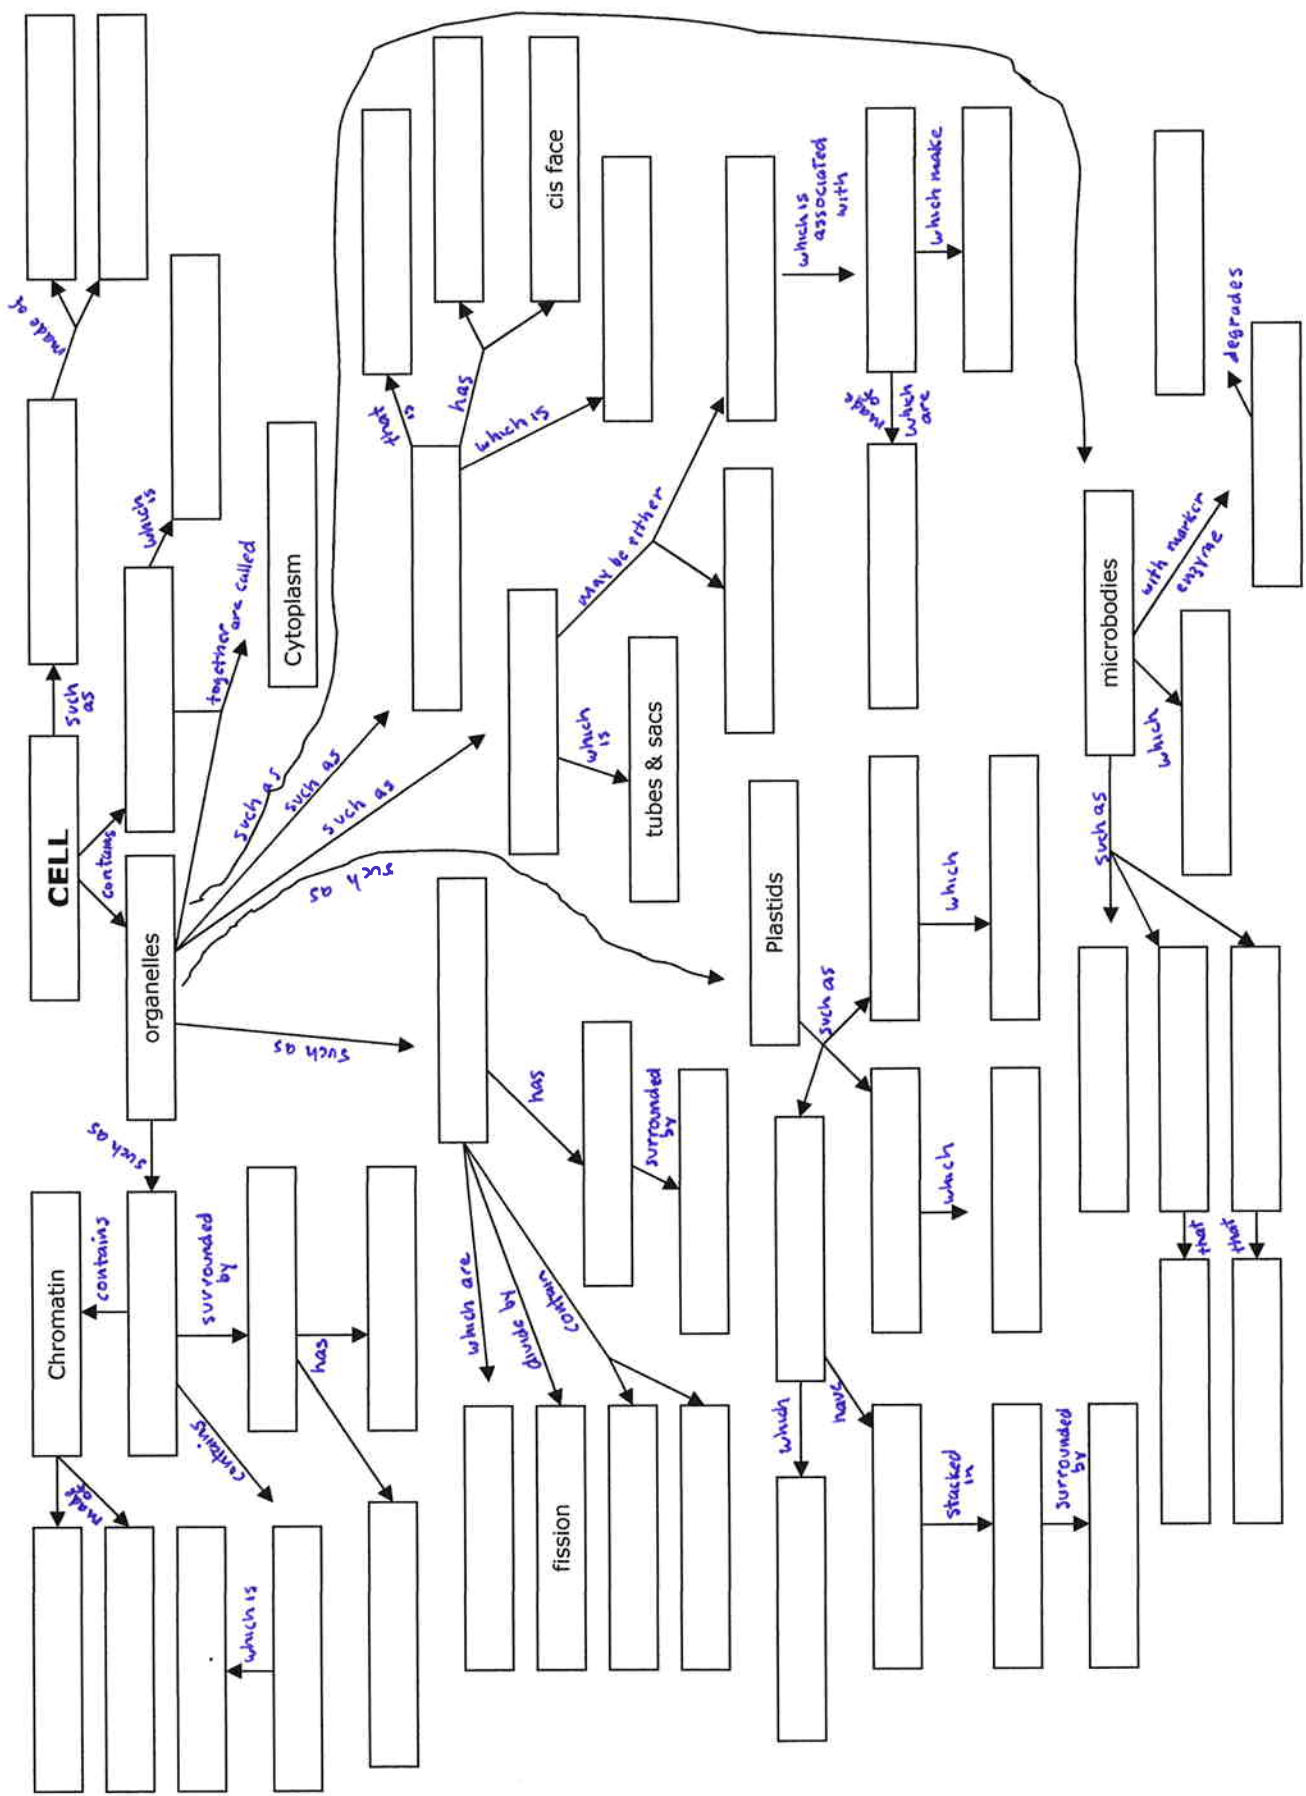 CELL
such
as
made of
contains
organelles
which is
together are called
Cytoplasm
such as
such as
such as
such as
such as
such as
Chromatin
contains
made
of
surrounded
by
contains
has
which is
that
is
has
cis face
which is
may be either
which
is
tubes & sacs
which is
associated
with
which make
made
of
which
are
which are
divide by
contain
fission
has
surrounded
by
Plastids
such as
which
which
which
have
stacked
in
surrounded
by
microbodies
such as
which
with marker
enzyme
degrades
that
that